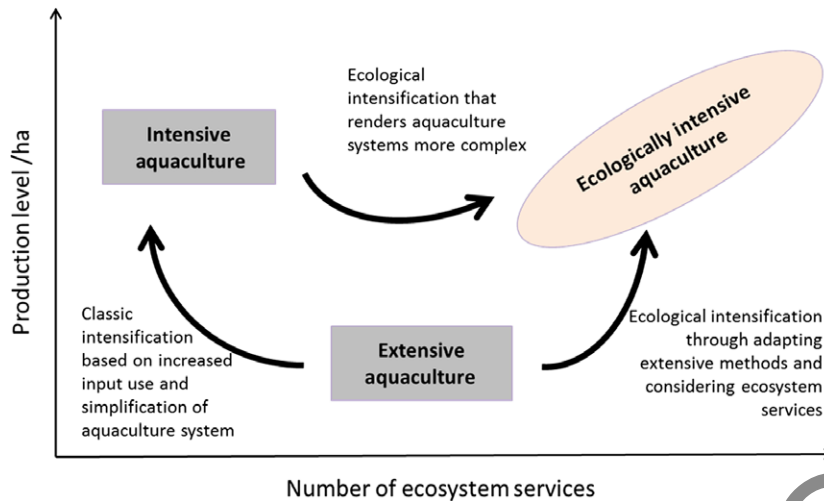 Production level /ha
Intensive
aquaculture
Ecological
intensification that
renders aquaculture
systems more complex
Ecologically intensive
aquaculture
Classic
intensification
based on increased
input use and
simplification of
aquaculture system
Extensive
aquaculture
Ecological intensification
through adapting
extensive methods and
considering ecosystem
services
Number of ecosystem services